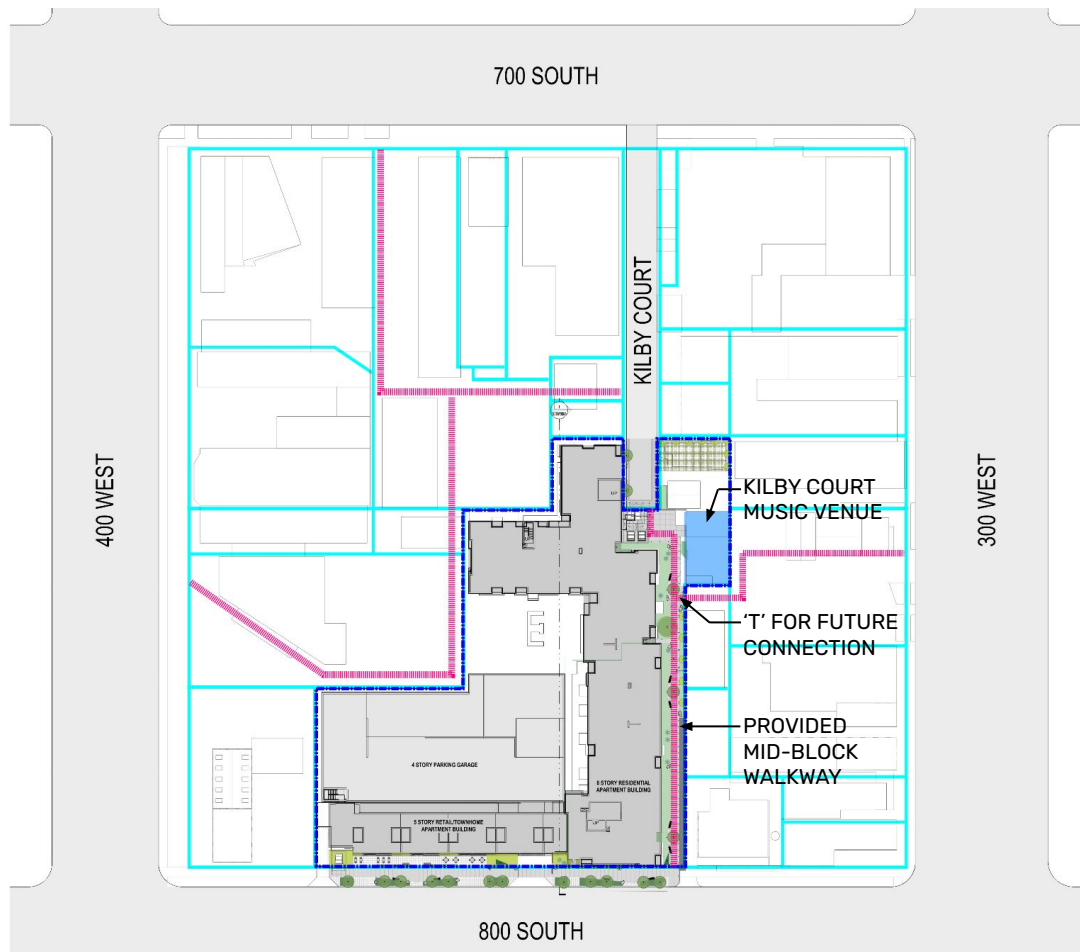 700 SOUTH
KILBY COURT
400 WEST
300 WEST
KILBY COURT
MUSIC VENUE
'T' FOR FUTURE
CONNECTION
PROVIDED
MID-BLOCK
WALKWAY
4 STORY PARKING GARAGE
6 STORY RESIDENTIAL
APARTMENT BUILDING
5 STORY RETAIL/TOWNHOME
APARTMENT BUILDING
800 SOUTH